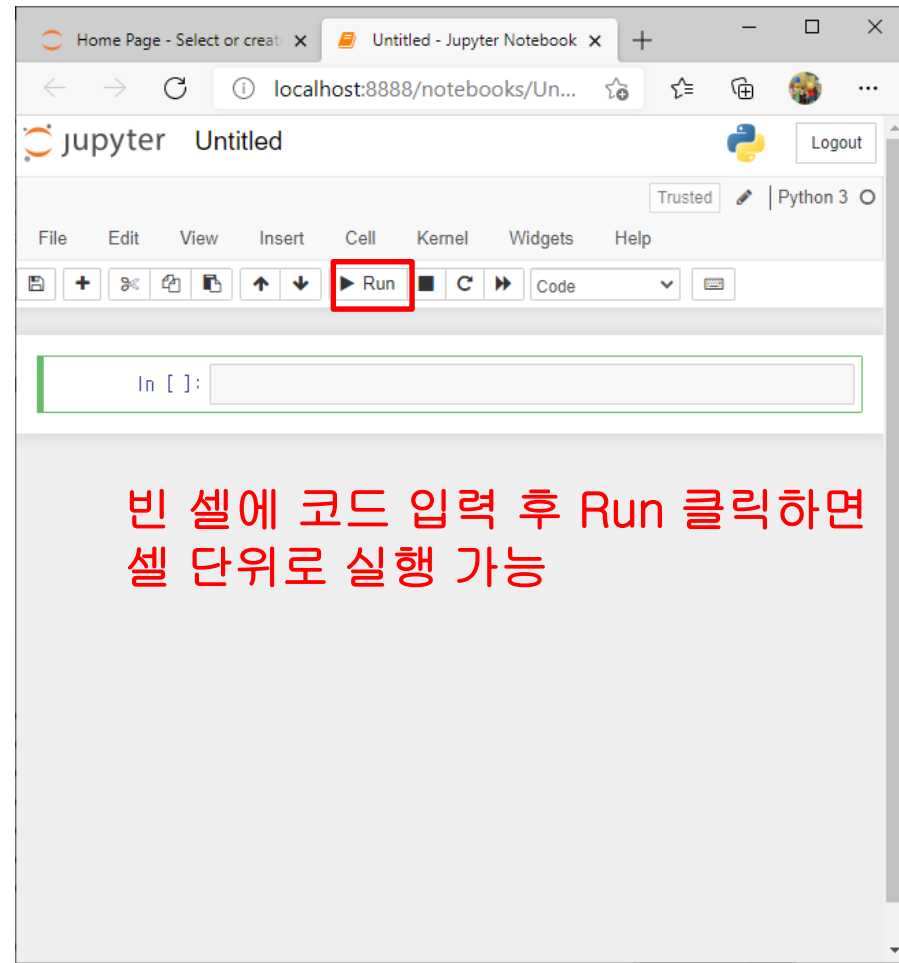 Home Page - Select or creat
Untitled - Jupyter Notebook
localhost:8888/notebooks/Un...
jupyter Untitled
Logout
Trusted
Python 3
File Edit View Insert Cell Kernel Widgets Help
Run
Code
In [ ]:
빈 셀에 코드 입력 후 Run 클릭하면
셀 단위로 실행 가능